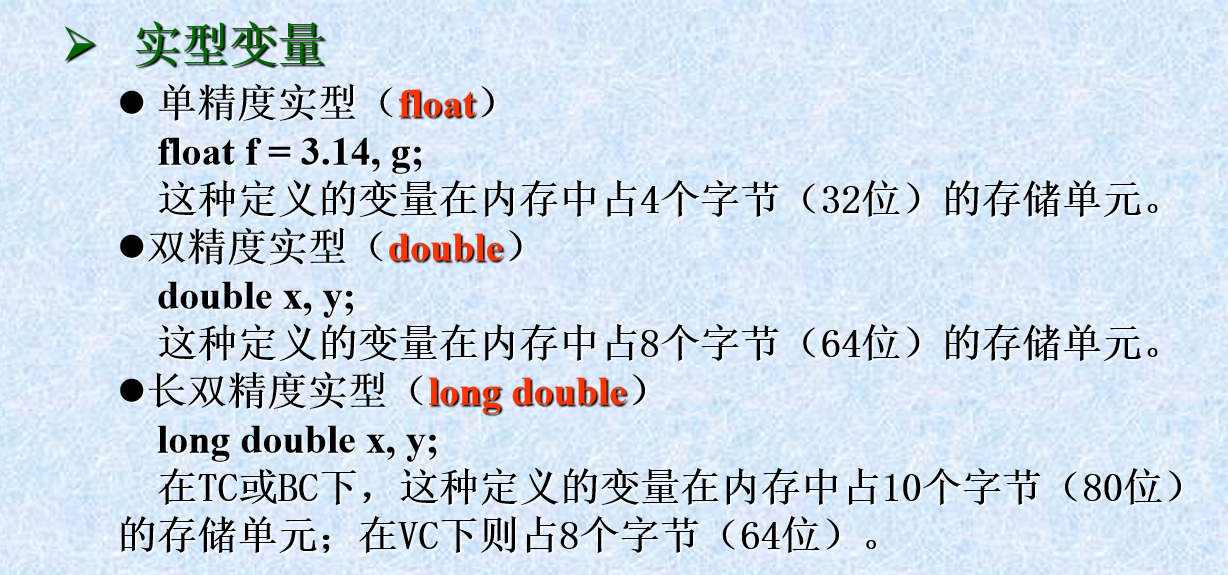 实型变量
单精度实型（float）
float f = 3.14, g;
这种定义的变量在内存中占4个字节（32位）的存储单元。
双精度实型（double）
double x, y;
这种定义的变量在内存中占8个字节（64位）的存储单元。
长双精度实型（long double）
long double x, y;
在TC或BC下，这种定义的变量在内存中占10个字节（80位）
的存储单元；在VC下则占8个字节（64位）。